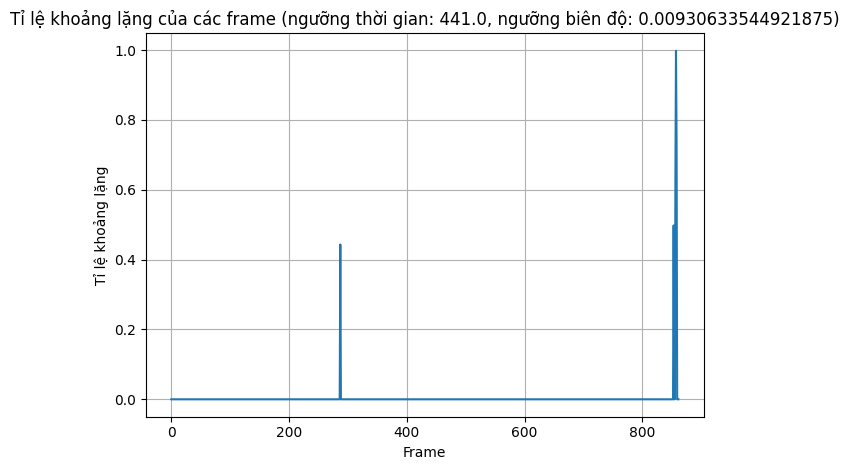 Tỉ lệ khoảng lặng của các frame (ngưỡng thời gian: 441.0, ngưỡng biên độ: 0.00930633544921875)
1.0
0.8
0.6
0.4
0.2
0.0
Tỉ lệ khoảng lặng
0 200 400 600 800
Frame